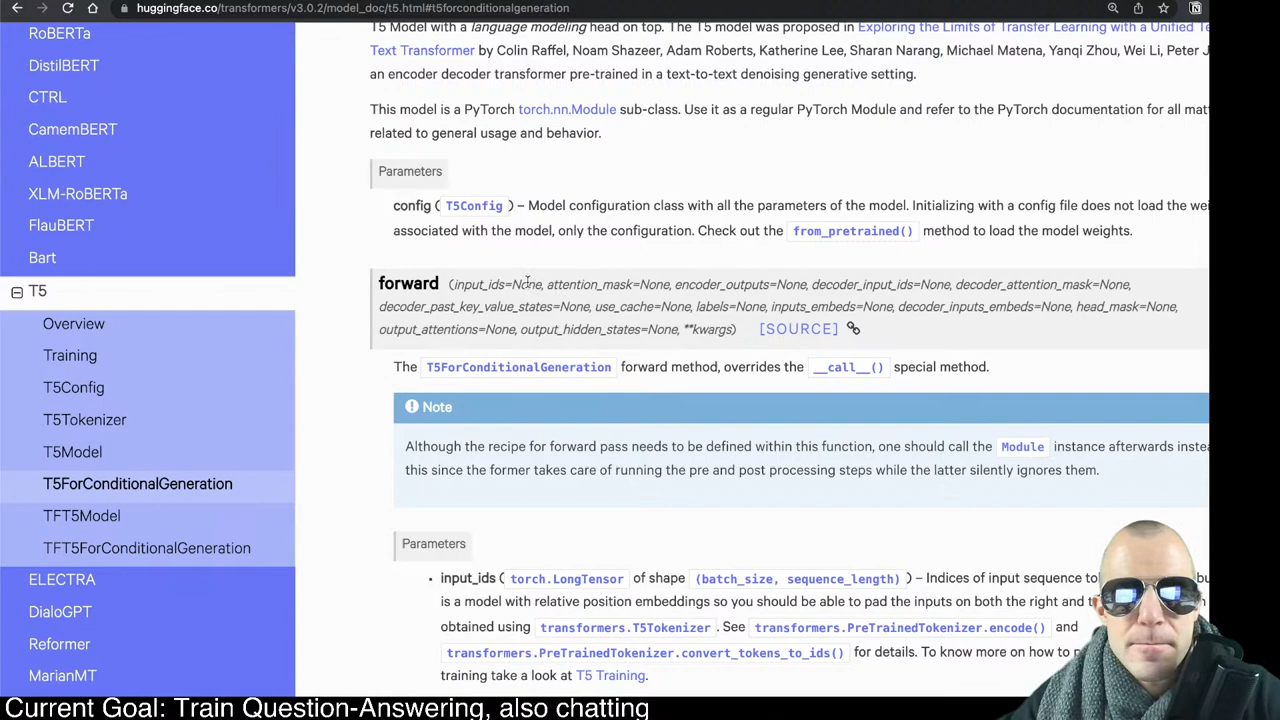 huggingface.co/transformers/v3.0.2/model_doc/t5.html#t5forconditionalgeneration
RoBERTa
DistilBERT
CTRL
CamemBERT
ALBERT
XLM-RoBERTa
FlauBERT
Bart
T5
Overview
Training
T5Config
T5Tokenizer
T5Model
T5ForConditionalGeneration
TFT5Model
TFT5ForConditionalGeneration
ELECTRA
DialoGPT
Reformer
MarianMT
T5 Model with a language modeling head on top. The T5 model was proposed in Exploring the Limits of Transfer Learning with a Unified Te
Text Transformer by Colin Raffel, Noam Shazeer, Adam Roberts, Katherine Lee, Sharan Narang, Michael Matena, Yanqi Zhou, Wei Li, Peter J
an encoder decoder transformer pre-trained in a text-to-text denoising generative setting.
This model is a PyTorch torch.nn.Module sub-class. Use it as a regular PyTorch Module and refer to the PyTorch documentation for all matt
related to general usage and behavior.
Parameters
config ( T5Config ) – Model configuration class with all the parameters of the model. Initializing with a config file does not load the wei
associated with the model, only the configuration. Check out the from_pretrained() method to load the model weights.
forward (input_ids=None, attention_mask=None, encoder_outputs=None, decoder_input_ids=None, decoder_attention_mask=None,
decoder_past_key_value_states=None, use_cache=None, labels=None, inputs_embeds=None, decoder_inputs_embeds=None, head_mask=None,
output_attentions=None, output_hidden_states=None, **kwargs) [SOURCE]
The T5ForConditionalGeneration forward method, overrides the __call__() special method.
Note
Although the recipe for forward pass needs to be defined within this function, one should call the Module instance afterwards inste
this since the former takes care of running the pre and post processing steps while the latter silently ignores them.
Parameters
input_ids ( torch.LongTensor of shape (batch_size, sequence_length) ) – Indices of input sequence to
is a model with relative position embeddings so you should be able to pad the inputs on both the right and t
obtained using transformers.T5Tokenizer . See transformers.PreTrainedTokenizer.encode() and
transformers.PreTrainedTokenizer.convert_tokens_to_ids() for details. To know more on how to
training take a look at T5 Training.
Current Goal: Train Question-Answering, also chatting